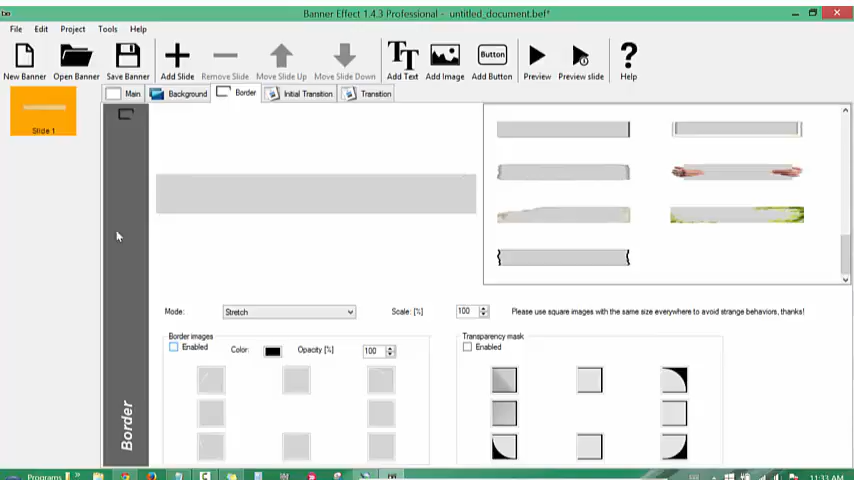 be
Banner Effect 1.4.3 Professional - untitled_document.bef*
File Edit Project Tools Help
New Banner Open Banner Save Banner Add Slide Remove Slide Move Slide Up Move Slide Down Add Text Add Image Button Add Button Preview Preview slide Help
Main Background Border Initial Transition Transition
Slide 1
Mode: Stretch Scale: [%] 100 Please use square images with the same size everywhere to avoid strange behaviors, thanks!
Border images Transparency mask
Enabled Color: Opacity [%] 100 Enabled
Border
Programs 11:33 AM